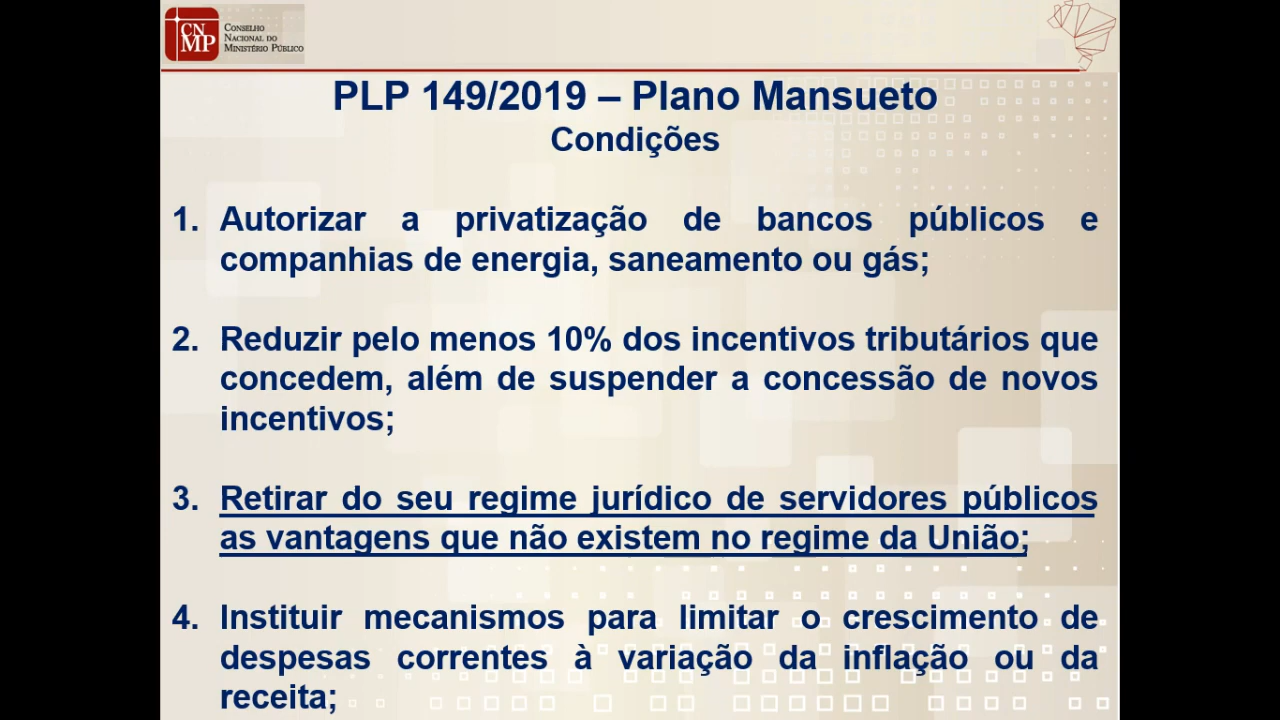 CN
MP
CONSELHO
NACIONAL DO
MINISTÉRIO PÚBLICO
PLP 149/2019 – Plano Mansueto
Condições
1. Autorizar a privatização de bancos públicos e
companhias de energia, saneamento ou gás;
2. Reduzir pelo menos 10% dos incentivos tributários que
concedem, além de suspender a concessão de novos
incentivos;
3. Retirar do seu regime jurídico de servidores públicos
as vantagens que não existem no regime da União;
4. Instituir mecanismos para limitar o crescimento de
despesas correntes à variação da inflação ou da
receita;